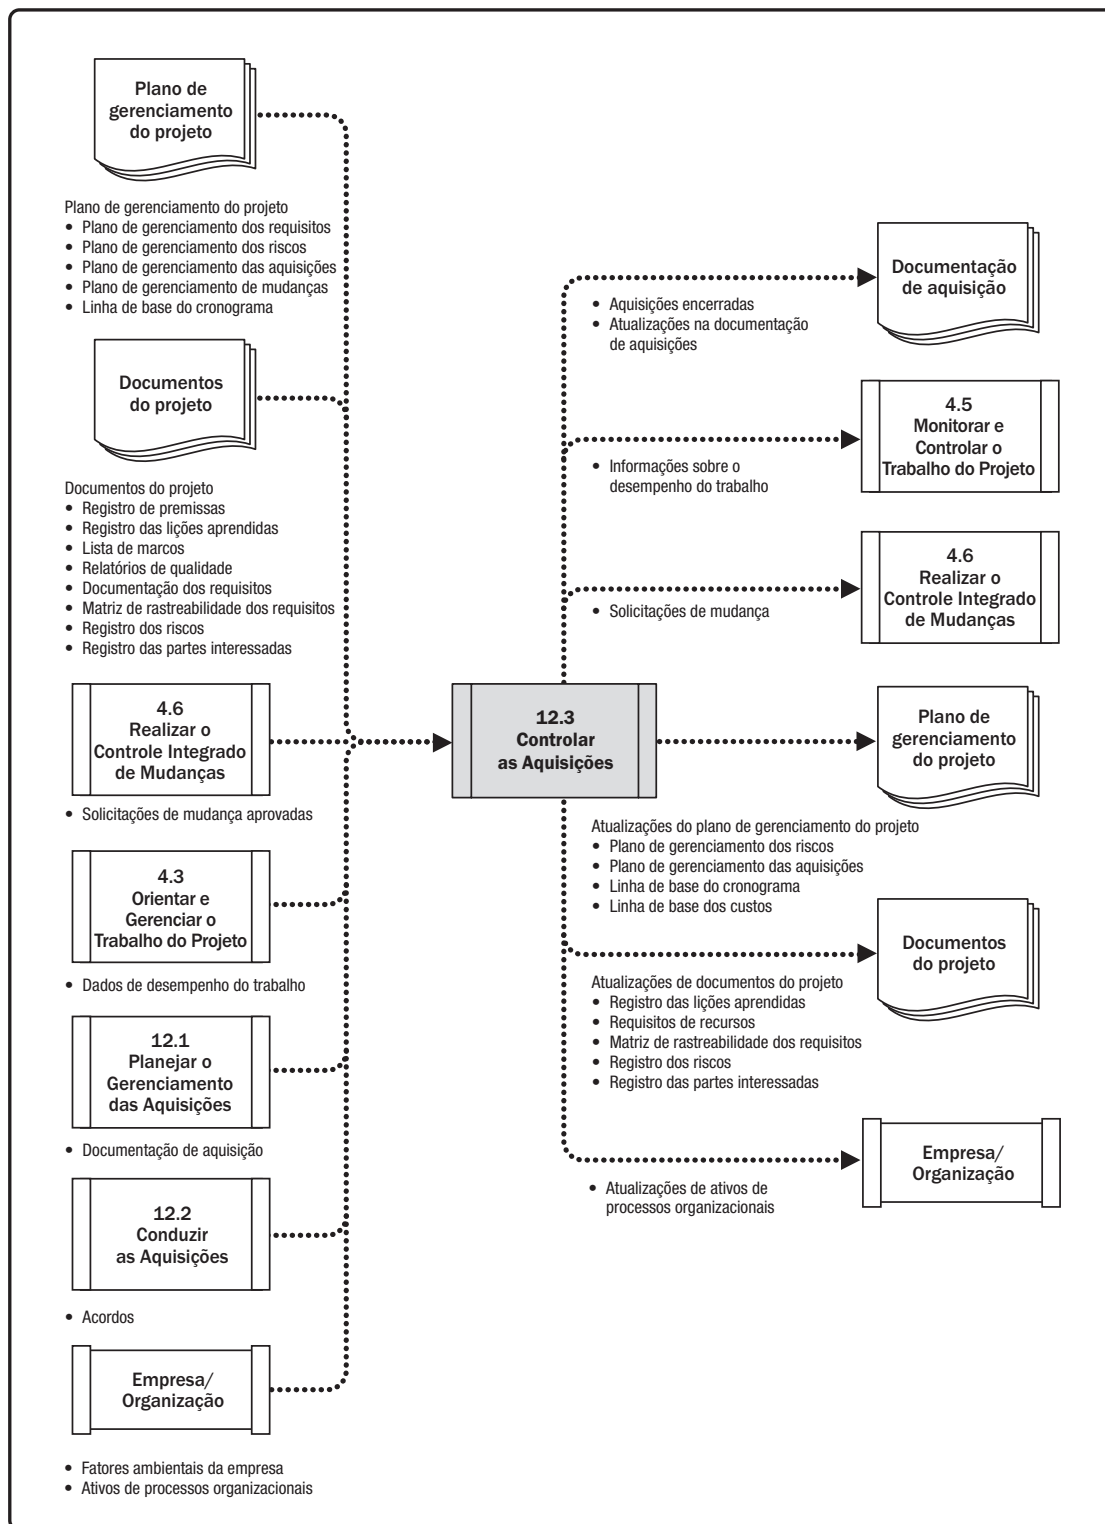 Plano de
gerenciamento
do projeto
Plano de gerenciamento do projeto
• Plano de gerenciamento dos requisitos
• Plano de gerenciamento dos riscos
• Plano de gerenciamento das aquisições
• Plano de gerenciamento de mudanças
• Linha de base do cronograma
Documentos
do projeto
Documentos do projeto
• Registro de premissas
• Registro das lições aprendidas
• Lista de marcos
• Relatórios de qualidade
• Documentação dos requisitos
• Matriz de rastreabilidade dos requisitos
• Registro dos riscos
• Registro das partes interessadas
4.6
Realizar o
Controle Integrado
de Mudanças
• Solicitações de mudança aprovadas
4.3
Orientar e
Gerenciar o
Trabalho do Projeto
• Dados de desempenho do trabalho
12.1
Planejar o
Gerenciamento
das Aquisições
• Documentação de aquisição
12.2
Conduzir
as Aquisições
• Acordos
Empresa/
Organização
• Fatores ambientais da empresa
• Ativos de processos organizacionais
12.3
Controlar
as Aquisições
Documentação
de aquisição
• Aquisições encerradas
• Atualizações na documentação
de aquisições
4.5
Monitorar e
Controlar o
Trabalho do Projeto
• Informações sobre o
desempenho do trabalho
4.6
Realizar o
Controle Integrado
de Mudanças
• Solicitações de mudança
Plano de
gerenciamento
do projeto
Atualizações do plano de gerenciamento do projeto
• Plano de gerenciamento dos riscos
• Plano de gerenciamento das aquisições
• Linha de base do cronograma
• Linha de base dos custos
Documentos
do projeto
Atualizações de documentos do projeto
• Registro das lições aprendidas
• Requisitos de recursos
• Matriz de rastreabilidade dos requisitos
• Registro dos riscos
• Registro das partes interessadas
Empresa/
Organização
• Atualizações de ativos de
processos organizacionais